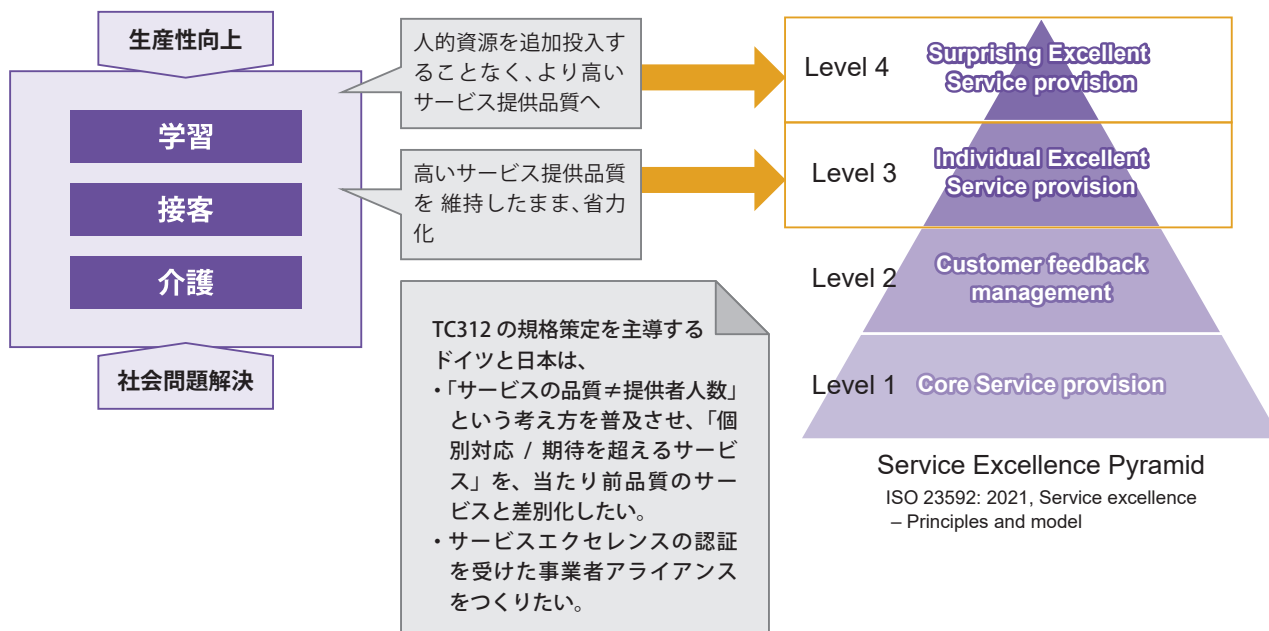 生産性向上
学習
接客
介護
社会問題解決
人的資源を追加投入す
ることなく、より高い
サービス提供品質へ
高いサービス提供品質
を 維持したまま、省力
化
TC312 の規格策定を主導する
ドイツと日本は、
・「サービスの品質≠提供者人数」
という考え方を普及させ、「個
別対応 / 期待を超えるサービ
ス」を、当たり前品質のサー
ビスと差別化したい。
・サービスエクセレンスの認証
を受けた事業者アライアンス
をつくりたい。
Level 4
Surprising Excellent
Service provision
Level 3
Individual Excellent
Service provision
Level 2
Customer feedback
management
Level 1
Core Service provision
Service Excellence Pyramid
ISO 23592: 2021, Service excellence
– Principles and model